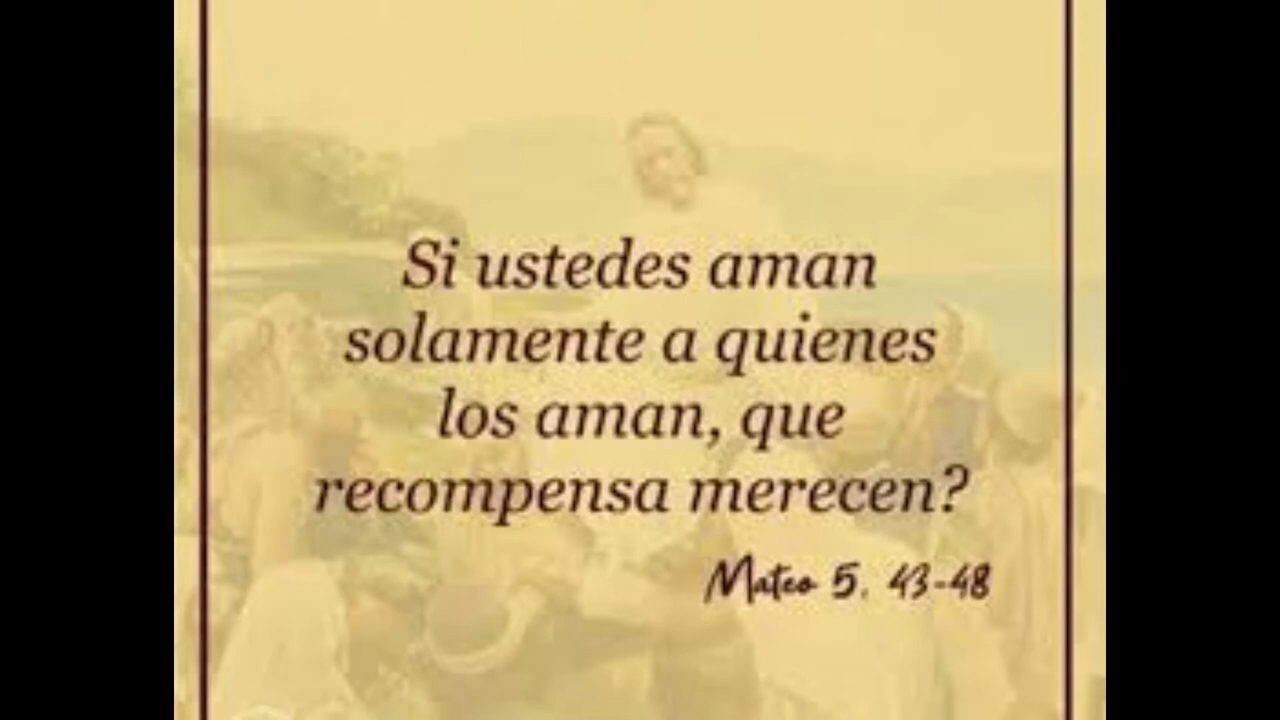 Si ustedes aman
solamente a quienes
los aman, que
recompensa merecen?
Mateo 5, 43-48